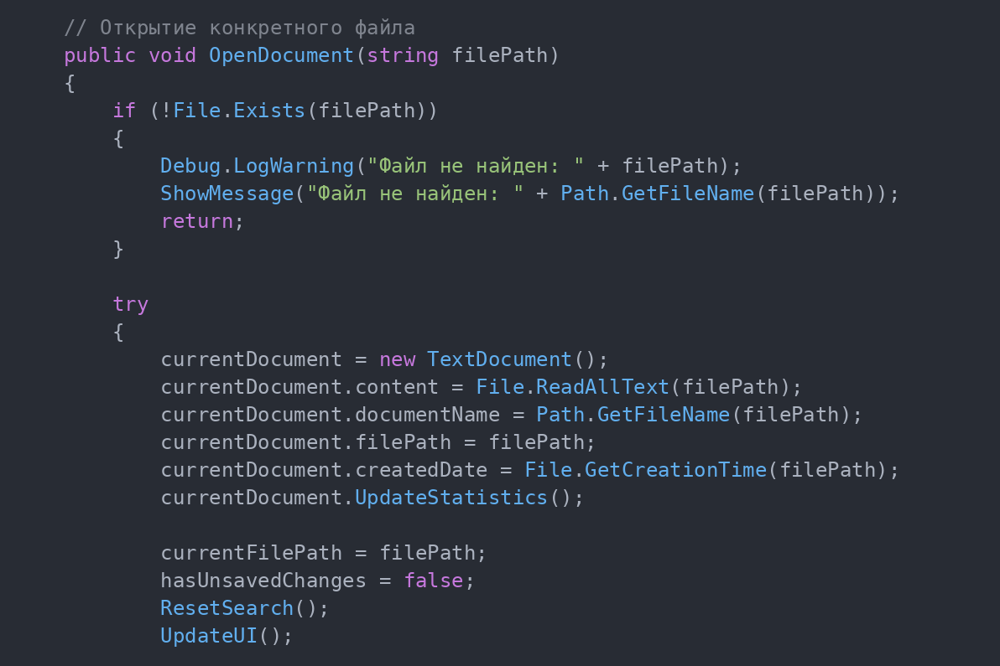 // Открытие конкретного файла
public void OpenDocument(string filePath)
{
if (!File.Exists(filePath))
{
Debug.LogWarning("Файл не найден: " + filePath);
ShowMessage("Файл не найден: " + Path.GetFileName(filePath));
return;
}
try
{
currentDocument = new TextDocument();
currentDocument.content = File.ReadAllText(filePath);
currentDocument.documentName = Path.GetFileName(filePath);
currentDocument.filePath = filePath;
currentDocument.createdDate = File.GetCreationTime(filePath);
currentDocument.UpdateStatistics();
currentFilePath = filePath;
hasUnsavedChanges = false;
ResetSearch();
UpdateUI();